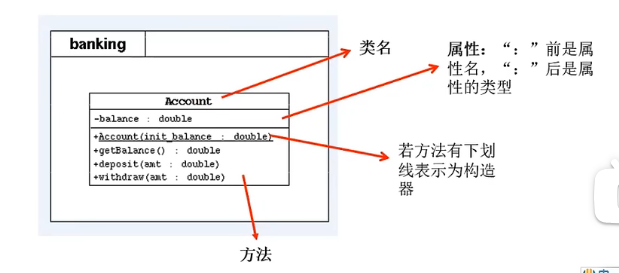 banking
类名
属性：“：”前是属
性名，“：”后是属
性的类型
Account
-balance : double
+Account(init_balance : double)
+getBalance() : double
+deposit(amt : double)
+withdraw(amt : double)
若方法有下划
线表示为构造
器
方法